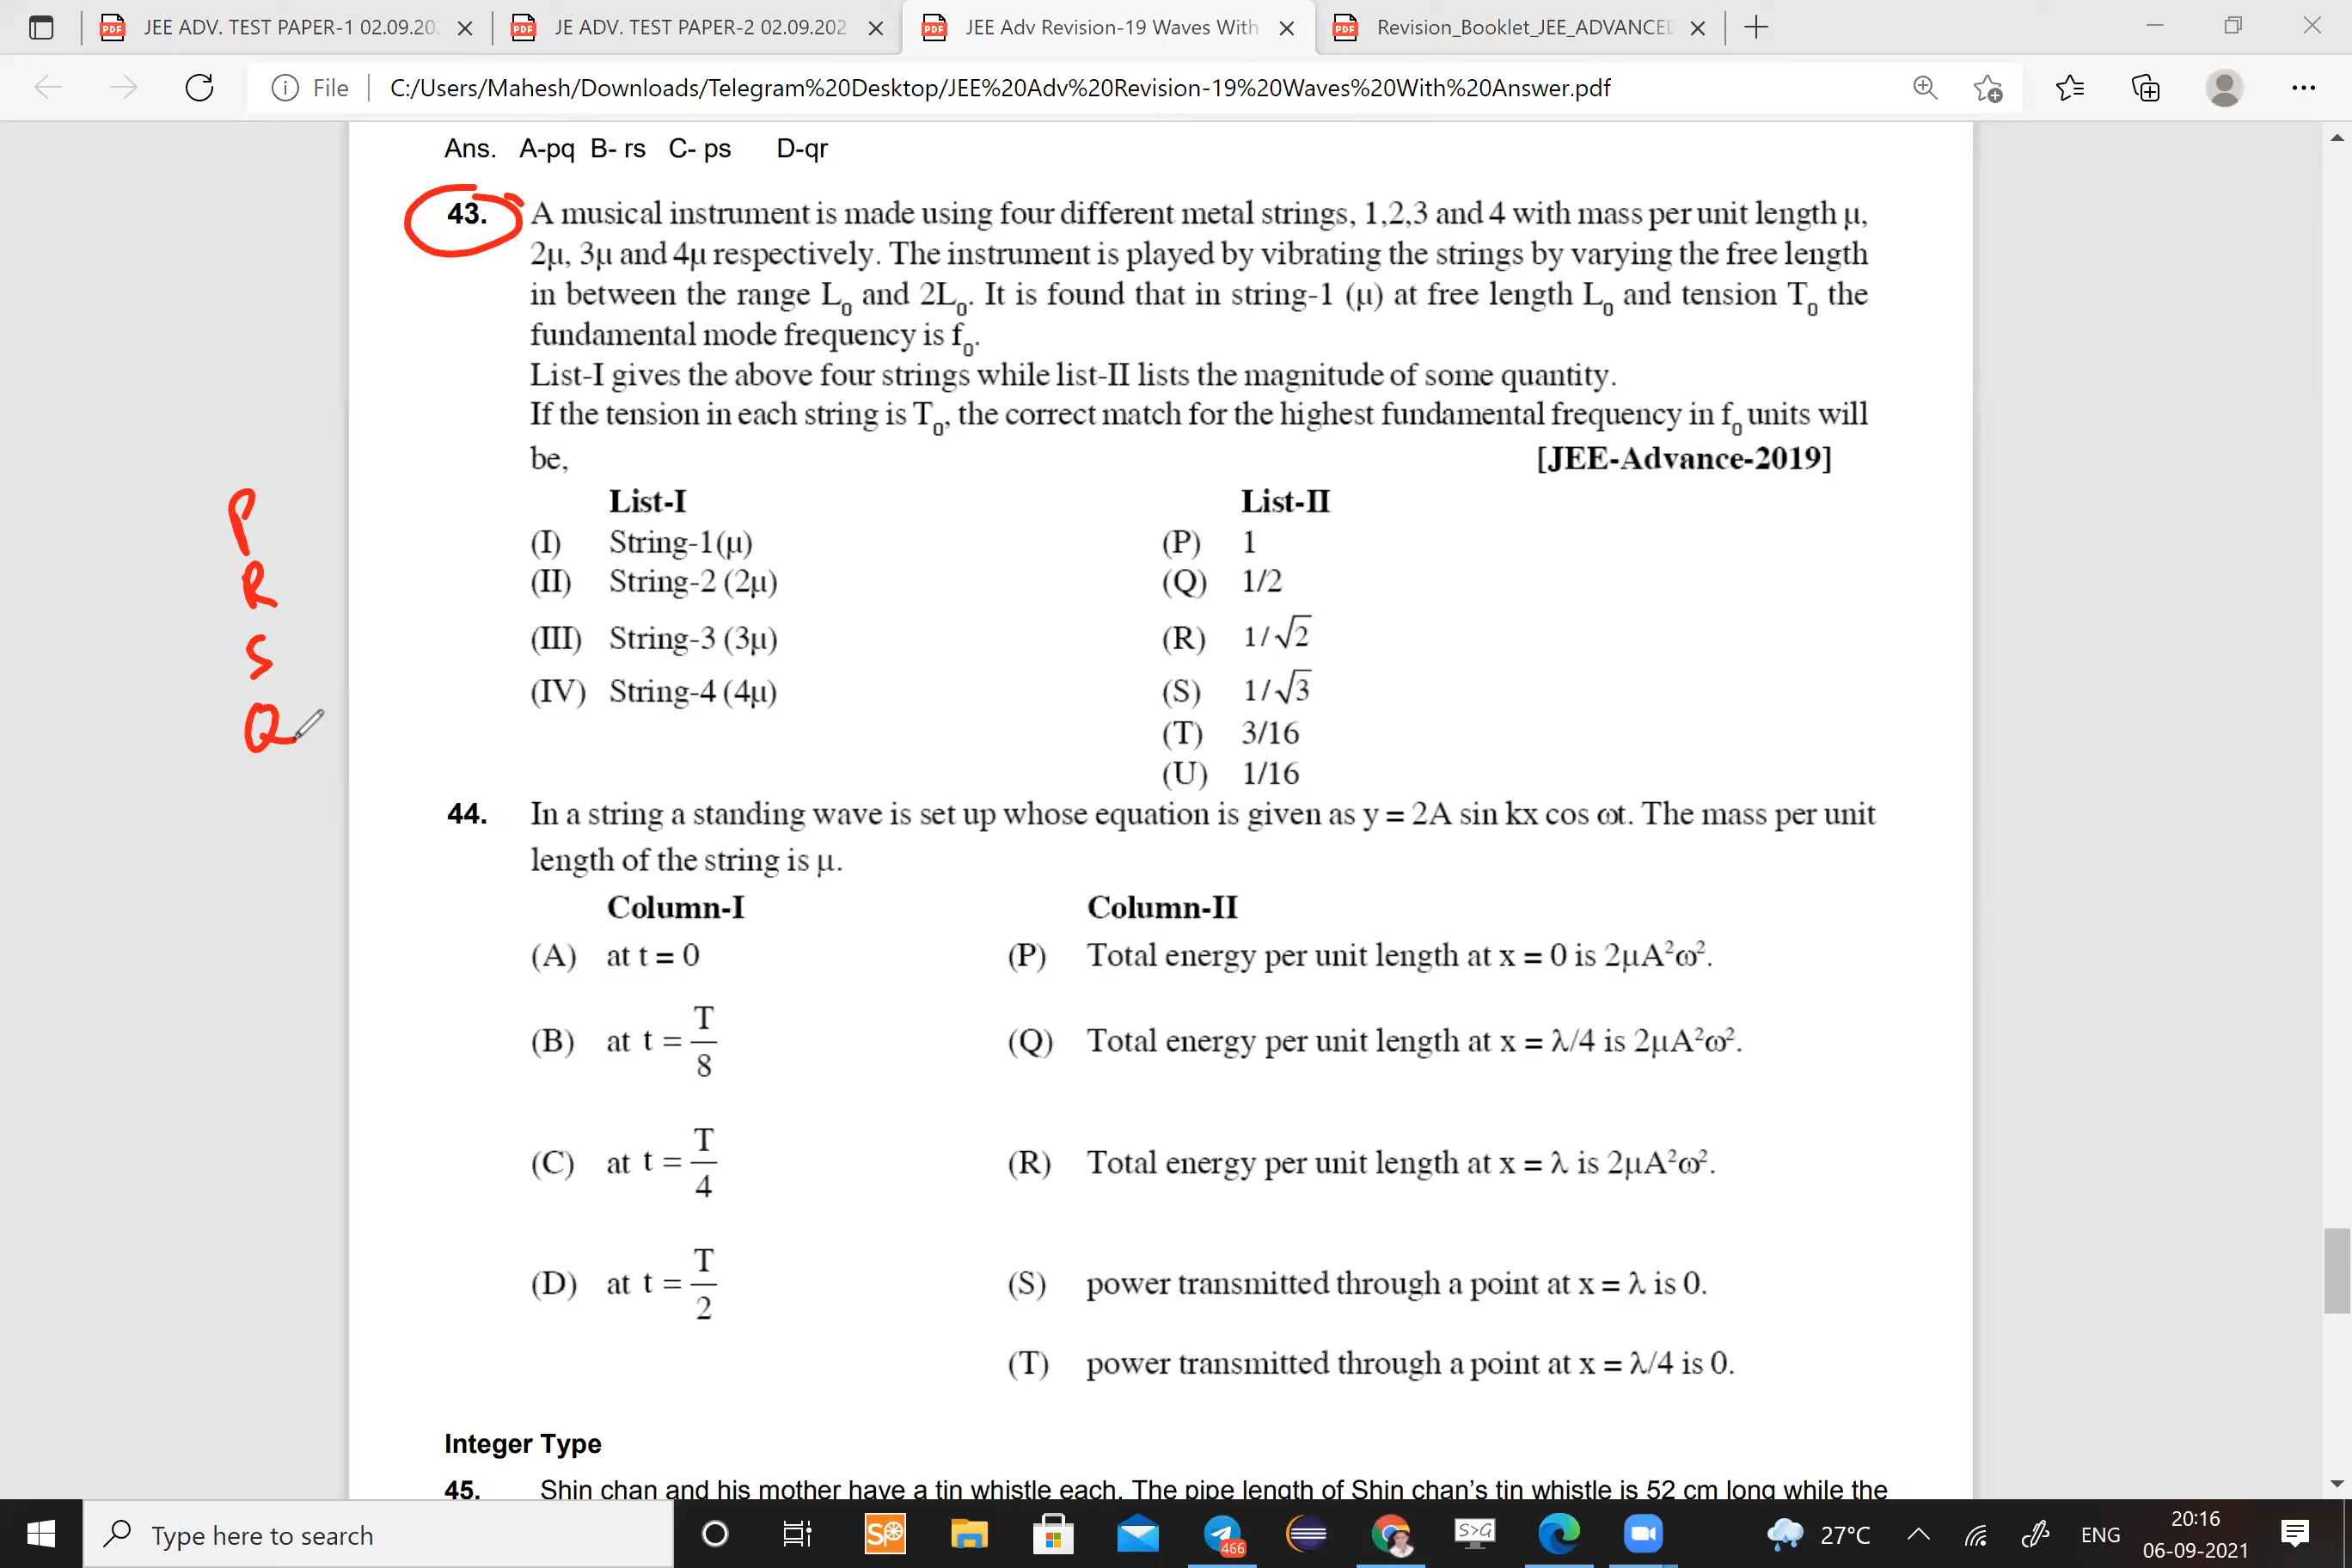 JEE ADV. TEST PAPER-1 02.09.20 JE ADV. TEST PAPER-2 02.09.202 JEE Adv Revision-19 Waves With Revision_Booklet_JEE_ADVANCED
File C:/Users/Mahesh/Downloads/Telegram%20Desktop/JEE%20Adv%20Revision-19%20Waves%20With%20Answer.pdf
Ans. A-pq B- rs C- ps D-qr
43. A musical instrument is made using four different metal strings, 1,2,3 and 4 with mass per unit length μ,
2μ, 3μ and 4μ respectively. The instrument is played by vibrating the strings by varying the free length
in between the range L₀ and 2L₀. It is found that in string-1 (μ) at free length L₀ and tension T₀ the
fundamental mode frequency is f₀.
List-I gives the above four strings while list-II lists the magnitude of some quantity.
If the tension in each string is T₀, the correct match for the highest fundamental frequency in f₀ units will
be, [JEE-Advance-2019]
List-I List-II
P
(I) String-1(μ) (P) 1
R
(II) String-2 (2μ) (Q) 1/2
S
(III) String-3 (3μ) (R) 1/√2
(IV) String-4 (4μ) (S) 1/√3
Q
(T) 3/16
(U) 1/16
44. In a string a standing wave is set up whose equation is given as y = 2A sin kx cos ωt. The mass per unit
length of the string is μ.
Column-I Column-II
(A) at t = 0 (P) Total energy per unit length at x = 0 is 2μA²ω².
(B) at t = T/8 (Q) Total energy per unit length at x = λ/4 is 2μA²ω².
(C) at t = T/4 (R) Total energy per unit length at x = λ is 2μA²ω².
(D) at t = T/2 (S) power transmitted through a point at x = λ is 0.
(T) power transmitted through a point at x = λ/4 is 0.
Integer Type
45. Shin chan and his mother have a tin whistle each. The pipe length of Shin chan's tin whistle is 52 cm long while the
Type here to search SP 466 S>G 27°C ENG 20:16
06-09-2021